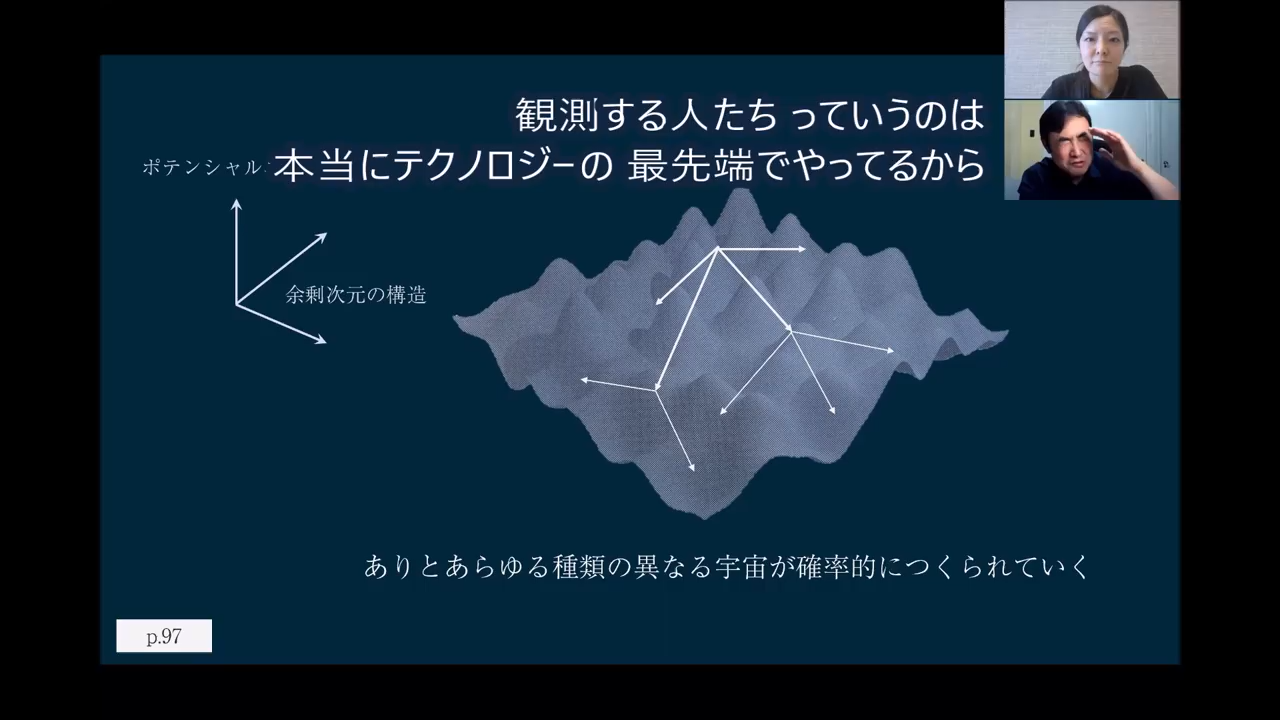 観測する人たち っていうのは
本当にテクノロジーの 最先端でやってるから
ポテンシャル
余剰次元の構造
ありとあらゆる種類の異なる宇宙が確率的につくられていく
p.97